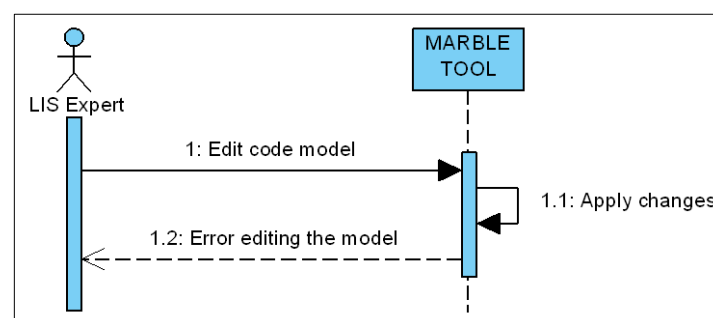 MARBLE
TOOL
LIS Expert
1: Edit code model
1.1: Apply changes
1.2: Error editing the model